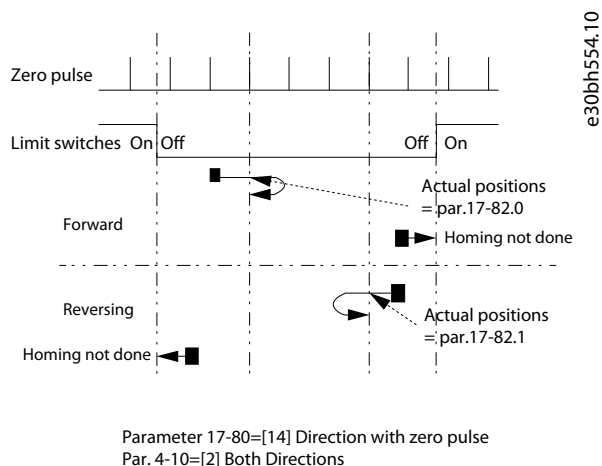 e30bh554.10
Zero pulse
Limit switches On Off Off On
Actual positions
= par.17-82.0
Forward
Homing not done
Reversing
Actual positions
= par.17-82.1
Homing not done
Parameter 17-80=[14] Direction with zero pulse
Par. 4-10=[2] Both Directions